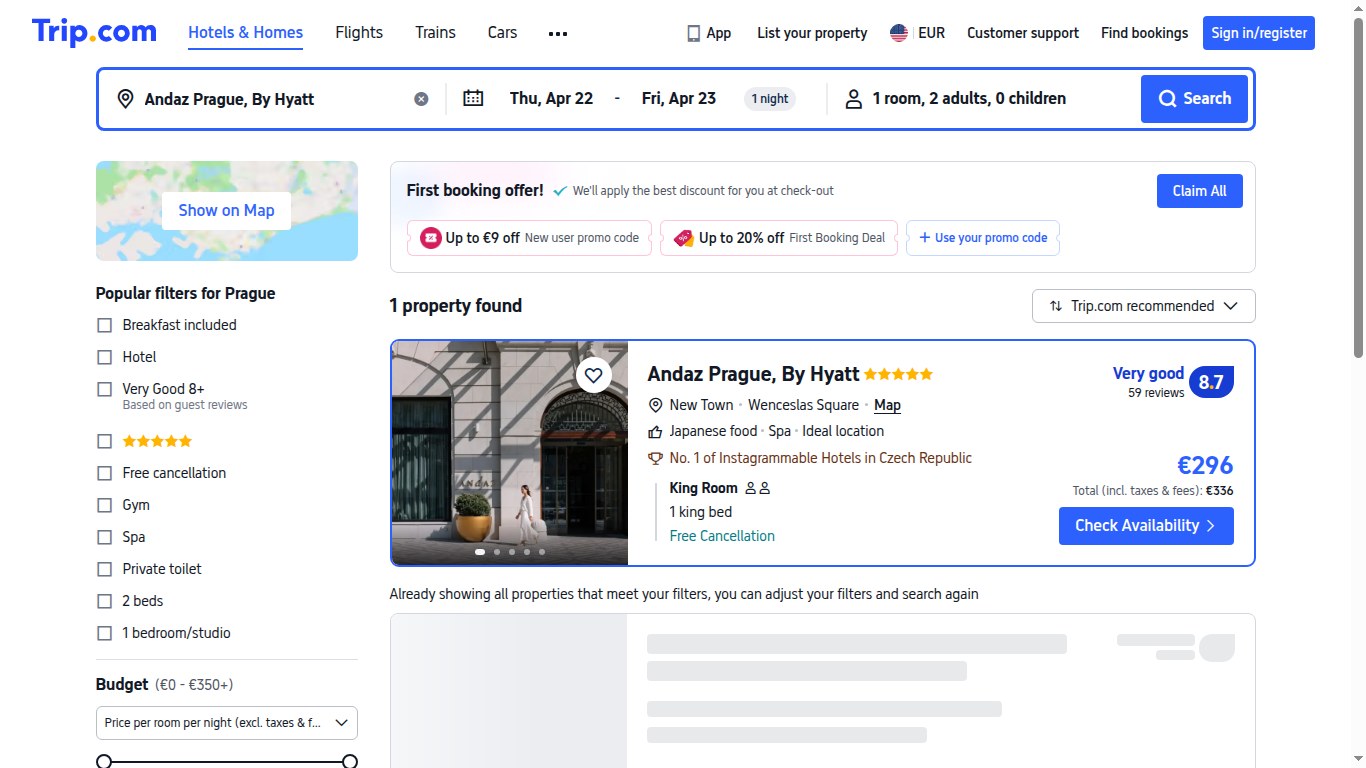 Trip.com
Hotels & Homes
Flights
Trains
Cars
App
List your property
EUR
Customer support
Find bookings
Sign in/register
Andaz Prague, By Hyatt
Thu, Apr 22 - Fri, Apr 23
1 night
1 room, 2 adults, 0 children
Search
Show on Map
First booking offer!
We'll apply the best discount for you at check-out
Claim All
Up to €9 off New user promo code
Up to 20% off First Booking Deal
+ Use your promo code
Popular filters for Prague
Breakfast included
Hotel
Very Good 8+
Based on guest reviews
Free cancellation
Gym
Spa
Private toilet
2 beds
1 bedroom/studio
Budget (€0 - €350+)
Price per room per night (excl. taxes & f...
1 property found
Trip.com recommended
ANDAZ
Andaz Prague, By Hyatt
Very good
59 reviews
8.7
New Town · Wenceslas Square · Map
Japanese food · Spa · Ideal location
No. 1 of Instagrammable Hotels in Czech Republic
King Room
1 king bed
Free Cancellation
€296
Total (incl. taxes & fees): €336
Check Availability
Already showing all properties that meet your filters, you can adjust your filters and search again